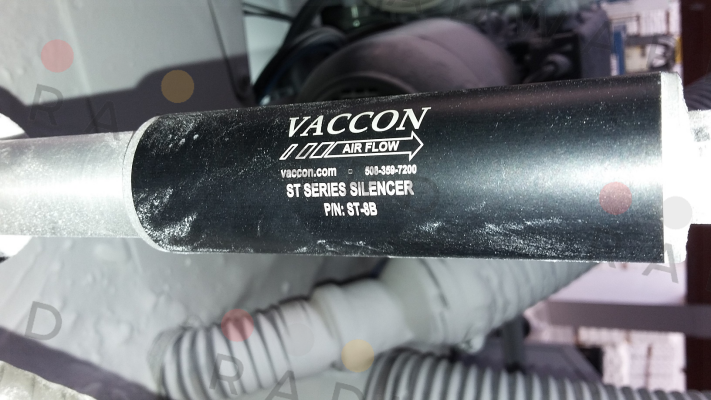 VACCON
AIR FLOW
vaccon.com 508-359-7200
ST SERIES SILENCER
P/N: ST-8B